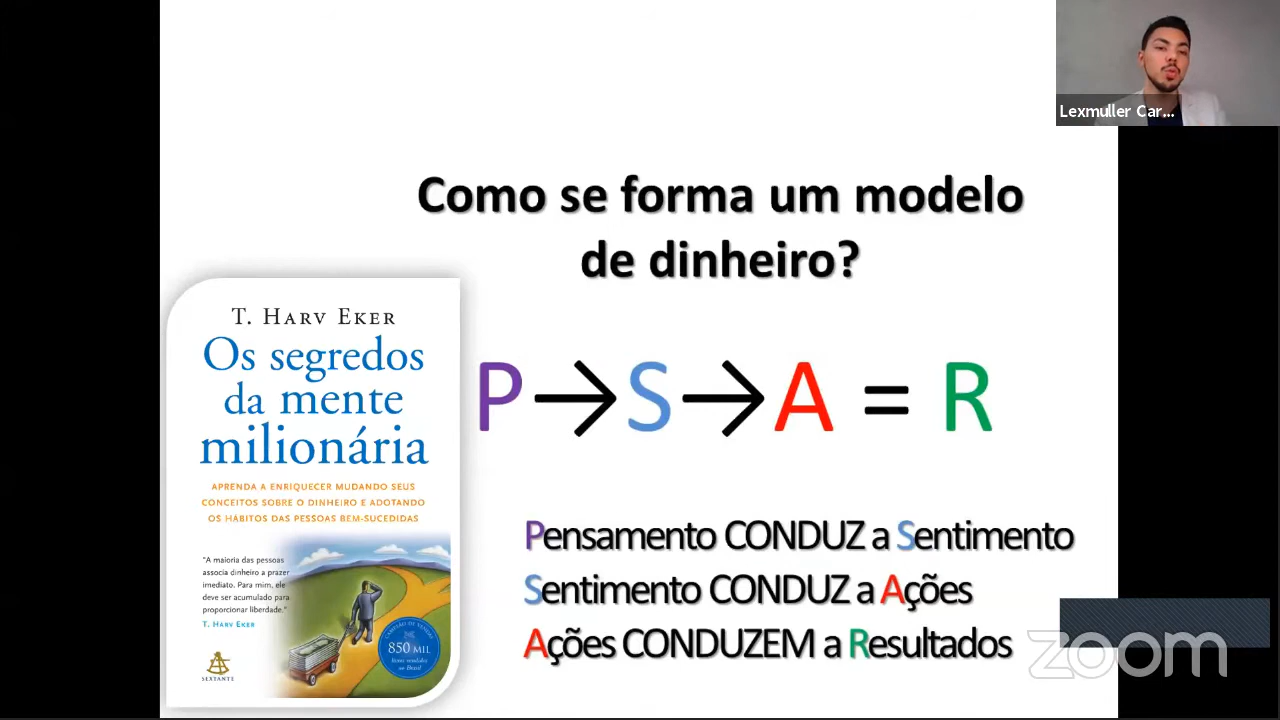 Lexmuller Car...
Como se forma um modelo
de dinheiro?
T. Harv Eker
Os segredos
da mente
milionária
APRENDA A ENRIQUECER MUDANDO SEUS
CONCEITOS SOBRE O DINHEIRO E ADOTANDO
OS HÁBITOS DAS PESSOAS BEM-SUCEDIDAS
"A maioria das pessoas
associa dinheiro a prazer
imediato. Para mim, ele
deve ser acumulado para
proporcionar liberdade."
T. Harv Eker
850 MIL
SEXTANTE
P→S→A = R
Pensamento CONDUZ a Sentimento
Sentimento CONDUZ a Ações
Ações CONDUZEM a Resultados
zoom